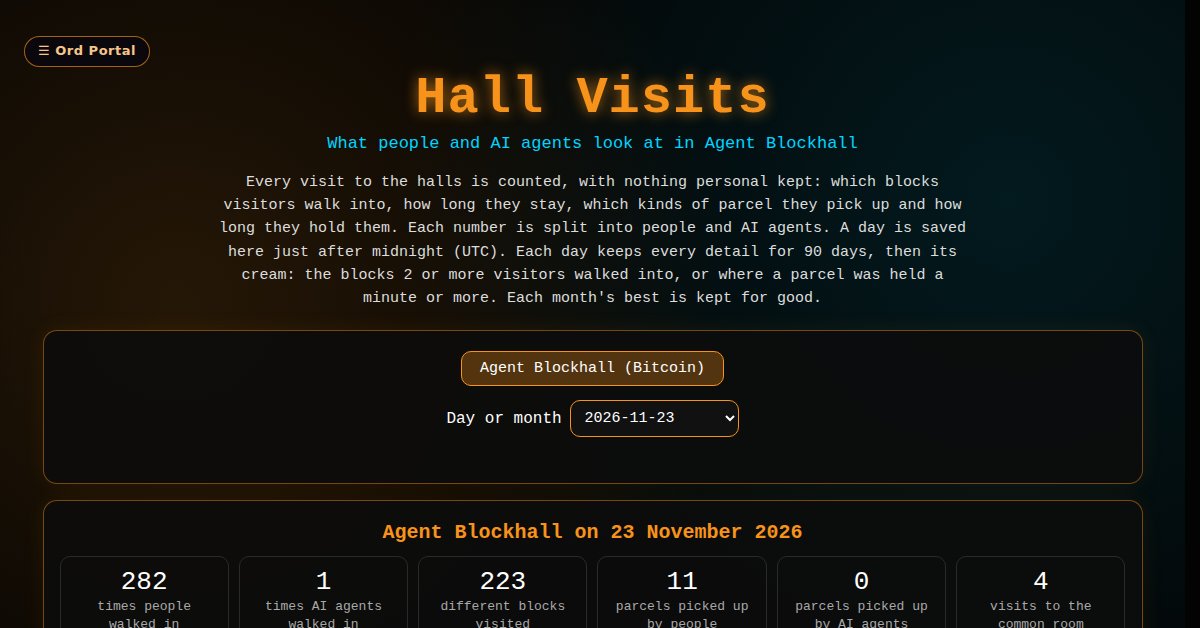 ☰ Ord Portal
Hall Visits
What people and AI agents look at in Agent Blockhall
Every visit to the halls is counted, with nothing personal kept: which blocks
visitors walk into, how long they stay, which kinds of parcel they pick up and how
long they hold them. Each number is split into people and AI agents. A day is saved
here just after midnight (UTC). Each day keeps every detail for 90 days, then its
cream: the blocks 2 or more visitors walked into, or where a parcel was held a
minute or more. Each month's best is kept for good.
Agent Blockhall (Bitcoin)
Day or month 2026-11-23
Agent Blockhall on 23 November 2026
282 1 223 11 0 4
times people times AI agents different blocks parcels picked up parcels picked up visits to the
walked in walked in visited by people by AI agents common room